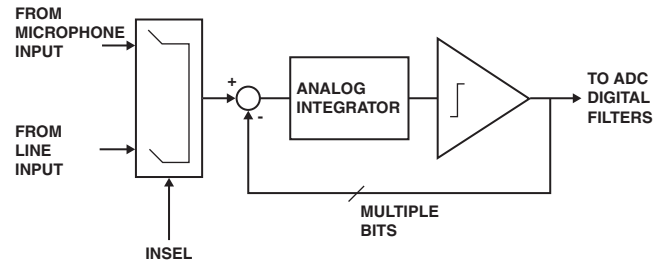 FROM
MICROPHONE
INPUT
FROM
LINE
INPUT
INSEL
+
-
ANALOG
INTEGRATOR
TO ADC
DIGITAL
FILTERS
MULTIPLE
BITS